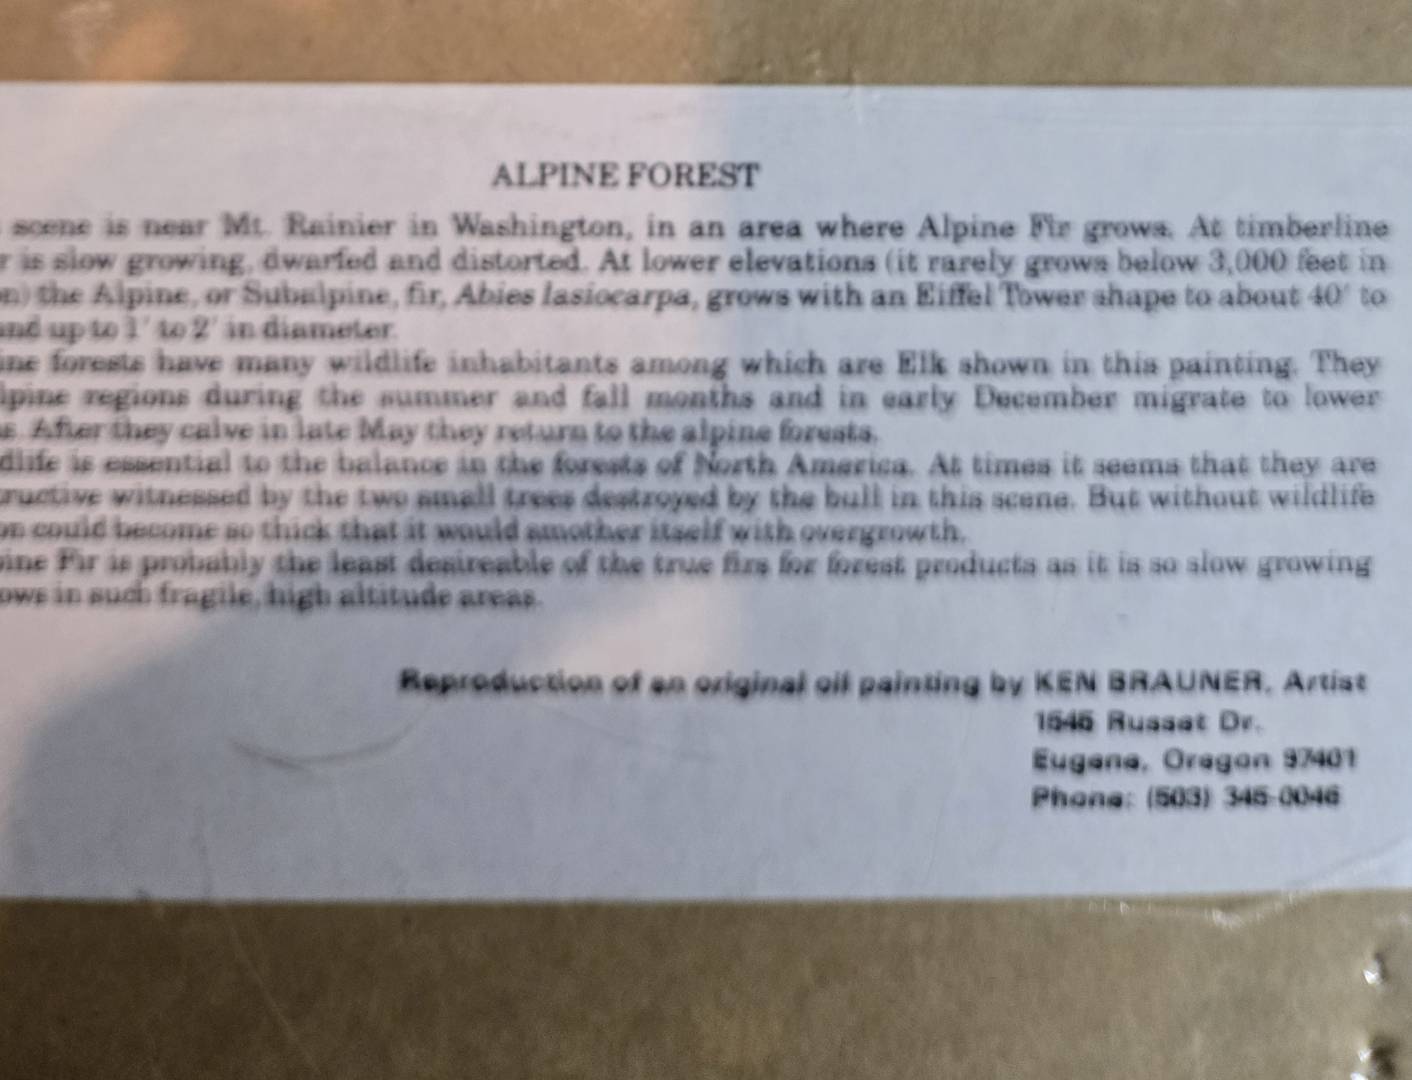 ALPINE FOREST
scene is near Mt. Rainier in Washington, in an area where Alpine Fir grows. At timberline
r is slow growing, dwarfed and distorted. At lower elevations (it rarely grows below 3,000 feet in
n) the Alpine, or Subalpine, fir, Abies lasiocarpa, grows with an Eiffel Tower shape to about 40' to
and up to 1' to 2' in diameter.
ine forests have many wildlife inhabitants among which are Elk shown in this painting. They
lpine regions during the summer and fall months and in early December migrate to lower
s. After they calve in late May they return to the alpine forests.
dlife is essential to the balance in the forests of North America. At times it seems that they are
ructive witnessed by the two small trees destroyed by the bull in this scene. But without wildlife
on could become so thick that it would smother itself with overgrowth.
pine Fir is probably the least desireable of the true firs for forest products as it is so slow growing
ows in such fragile, high altitude areas.
Reproduction of an original oil painting by KEN BRAUNER, Artist
Russet Dr.
Eugene, Oregon 97401
Phone: (503) 345-0046